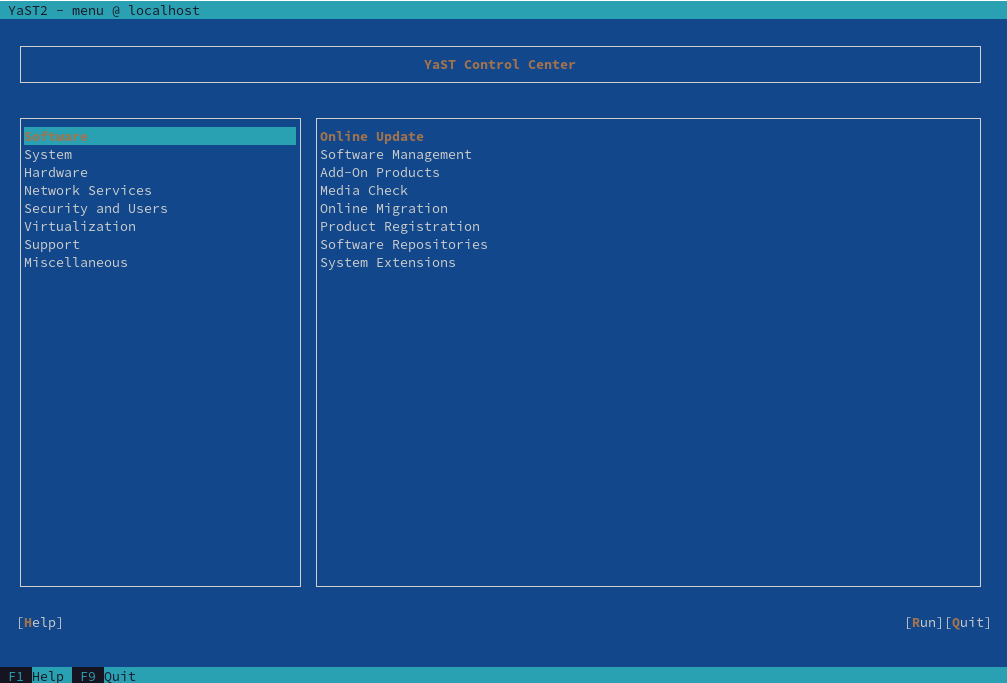 YaST2 - menu @ localhost
YaST Control Center
Software
System
Hardware
Network Services
Security and Users
Virtualization
Support
Miscellaneous
Online Update
Software Management
Add-On Products
Media Check
Online Migration
Product Registration
Software Repositories
System Extensions
[Help] [Run][Quit]
F1 Help F9 Quit